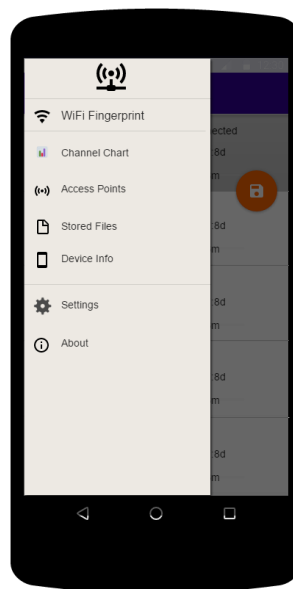 WiFi Fingerprint
ected
Channel Chart
8d
m
Access Points
Stored Files
8d
Device Info
m
Settings
8d
m
About
8d
m
8d
m